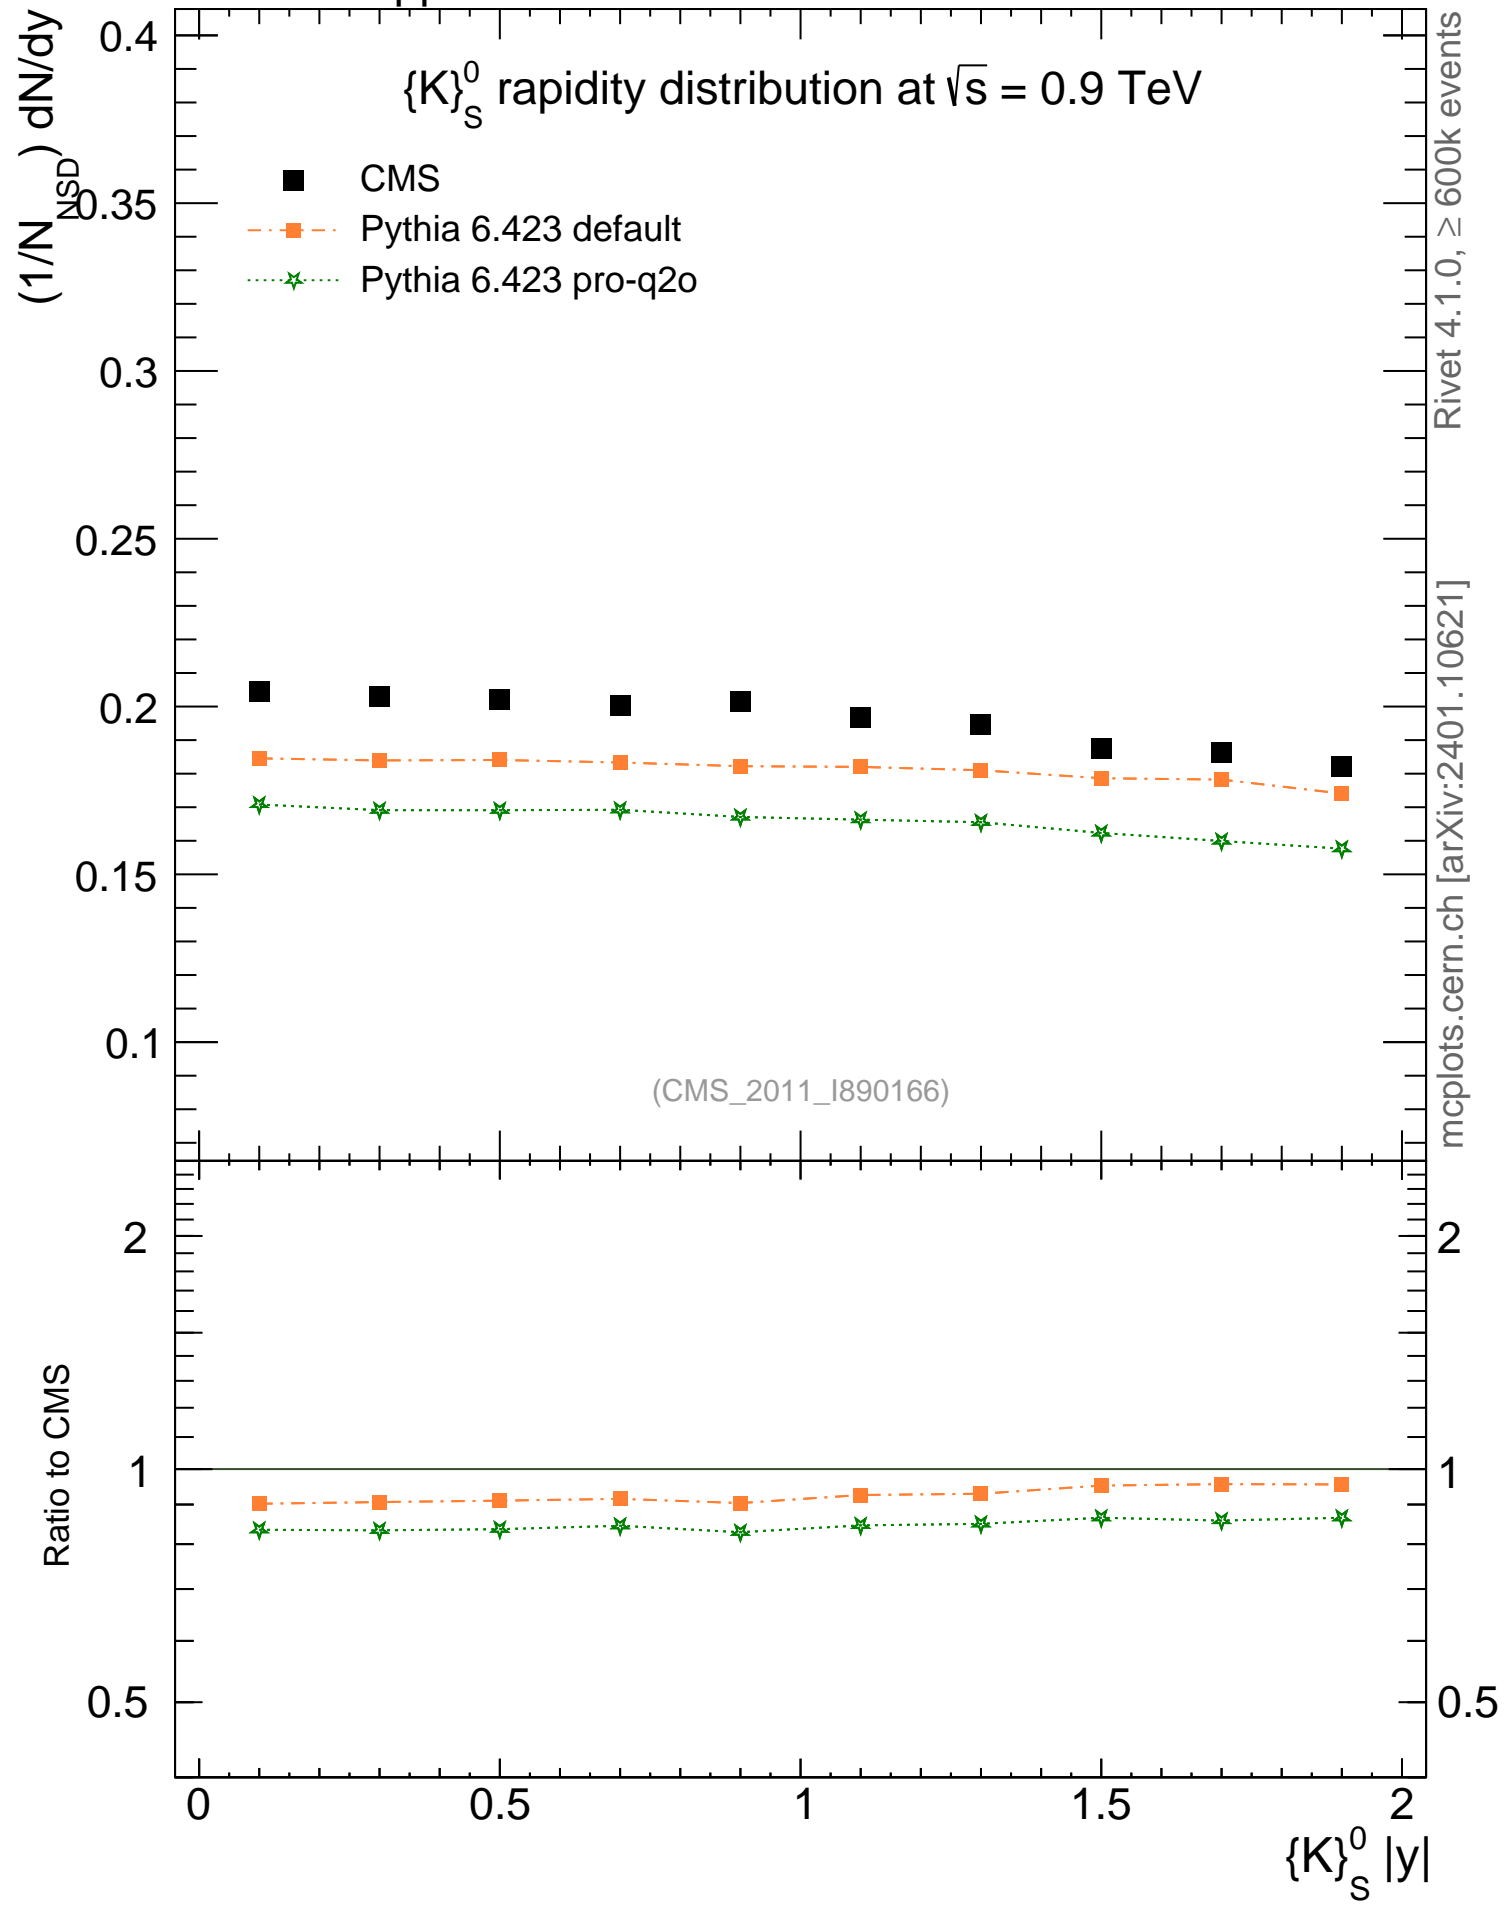 {K}⁰_S rapidity distribution at √s = 0.9 TeV
CMS
Pythia 6.423 default
Pythia 6.423 pro-q2o
(1/N_NSD) dN/dy
0.4
0.35
0.3
0.25
0.2
0.15
0.1
(CMS_2011_I890166)
Rivet 4.1.0, ≥ 600k events
mcplots.cern.ch [arXiv:2401.10621]
Ratio to CMS
2
1
0.5
2
1
0.5
0
0.5
1
1.5
2
{K}⁰_S |y|